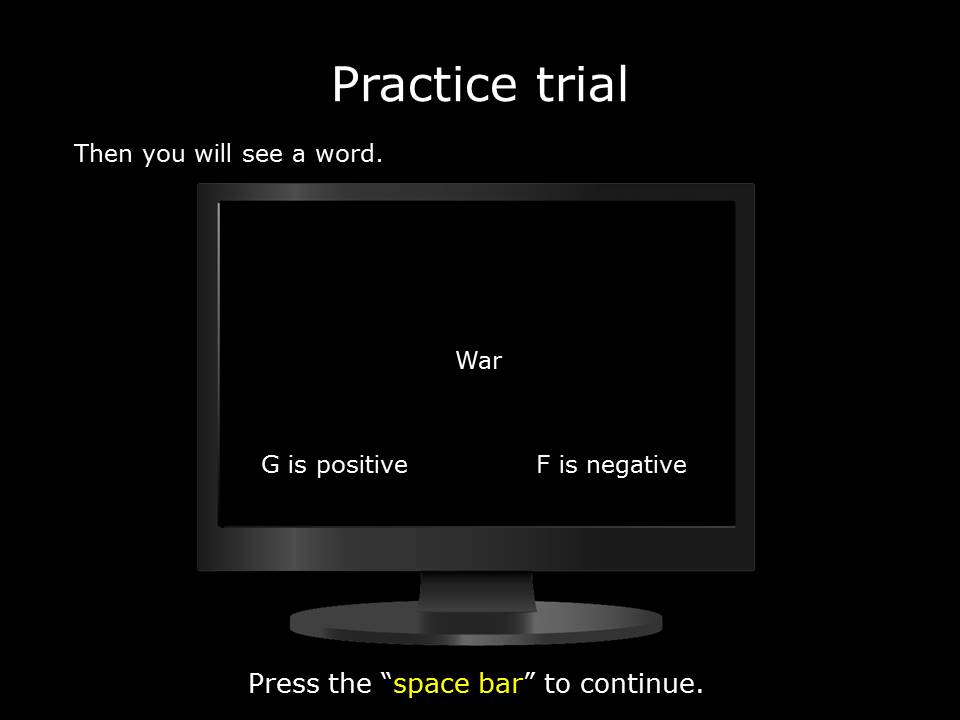 Practice trial
Then you will see a word.
War
G is positive F is negative
Press the “space bar” to continue.